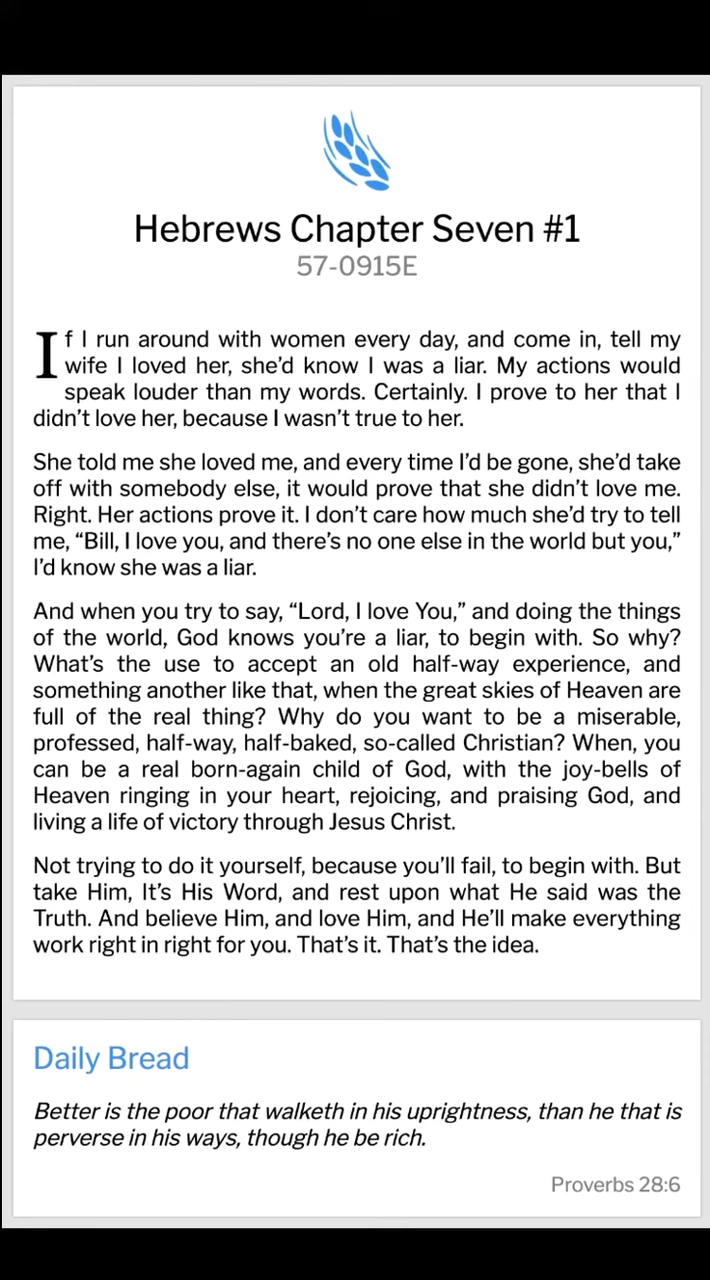 Hebrews Chapter Seven #1
57-0915E
If I run around with women every day, and come in, tell my
wife I loved her, she’d know I was a liar. My actions would
speak louder than my words. Certainly. I prove to her that I
didn’t love her, because I wasn’t true to her.
She told me she loved me, and every time I’d be gone, she’d take
off with somebody else, it would prove that she didn’t love me.
Right. Her actions prove it. I don’t care how much she’d try to tell
me, “Bill, I love you, and there’s no one else in the world but you,”
I’d know she was a liar.
And when you try to say, “Lord, I love You,” and doing the things
of the world, God knows you’re a liar, to begin with. So why?
What’s the use to accept an old half-way experience, and
something another like that, when the great skies of Heaven are
full of the real thing? Why do you want to be a miserable,
professed, half-way, half-baked, so-called Christian? When, you
can be a real born-again child of God, with the joy-bells of
Heaven ringing in your heart, rejoicing, and praising God, and
living a life of victory through Jesus Christ.
Not trying to do it yourself, because you’ll fail, to begin with. But
take Him, It’s His Word, and rest upon what He said was the
Truth. And believe Him, and love Him, and He’ll make everything
work right in right for you. That’s it. That’s the idea.
Daily Bread
Better is the poor that walketh in his uprightness, than he that is
perverse in his ways, though he be rich.
Proverbs 28:6